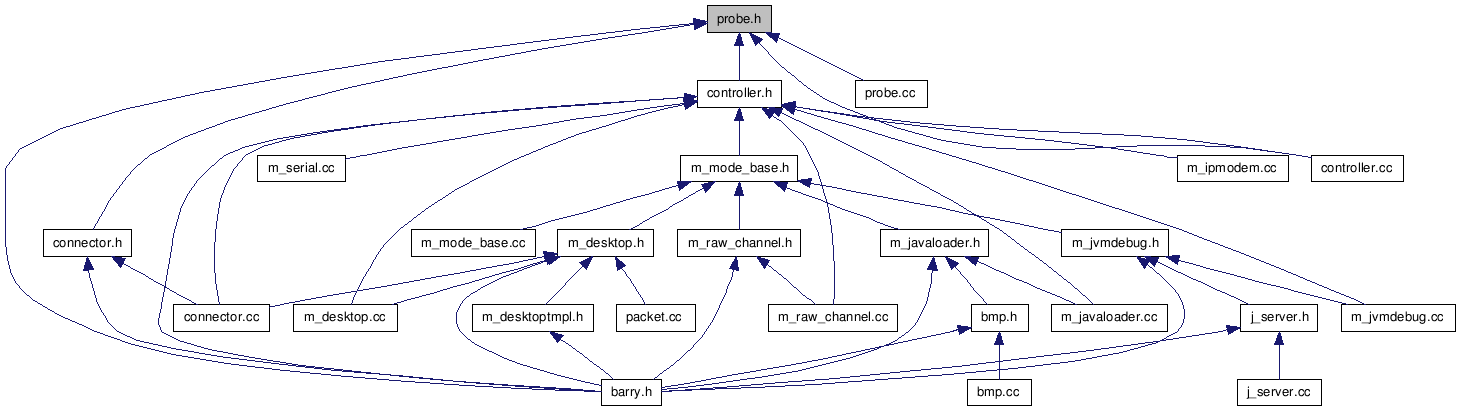 probe.h
controller.h
probe.cc
m_serial.cc
m_mode_base.h
m_ipmodem.cc
controller.cc
connector.h
m_mode_base.cc
m_desktop.h
m_raw_channel.h
m_javaloader.h
m_jvmdebug.h
connector.cc
m_desktop.cc
m_desktoptmpl.h
packet.cc
m_raw_channel.cc
bmp.h
m_javaloader.cc
j_server.h
m_jvmdebug.cc
barry.h
bmp.cc
j_server.cc